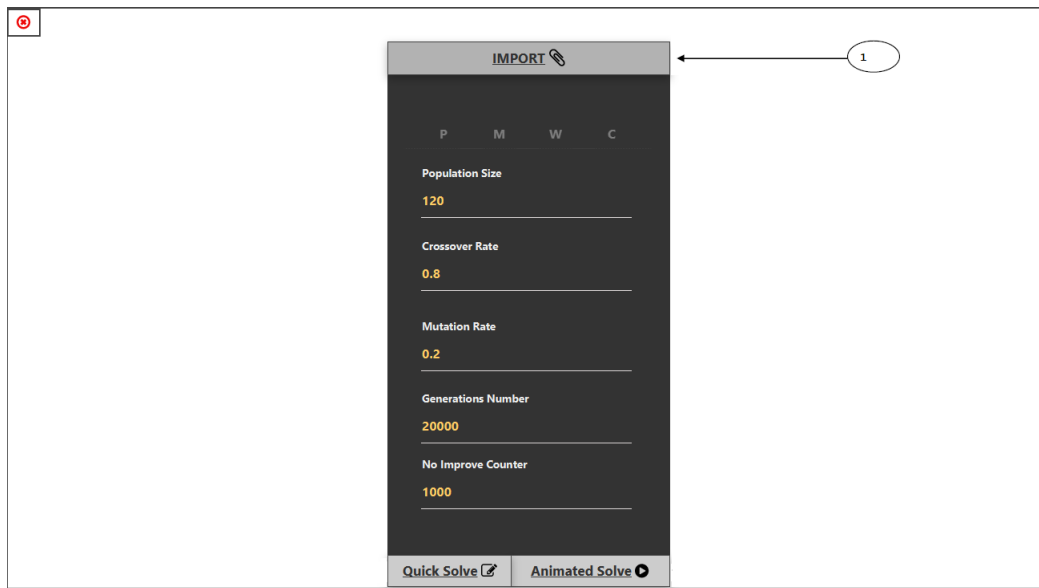 IMPORT
1
P M W C
Population Size
120
Crossover Rate
0.8
Mutation Rate
0.2
Generations Number
20000
No Improve Counter
1000
Quick Solve Animated Solve